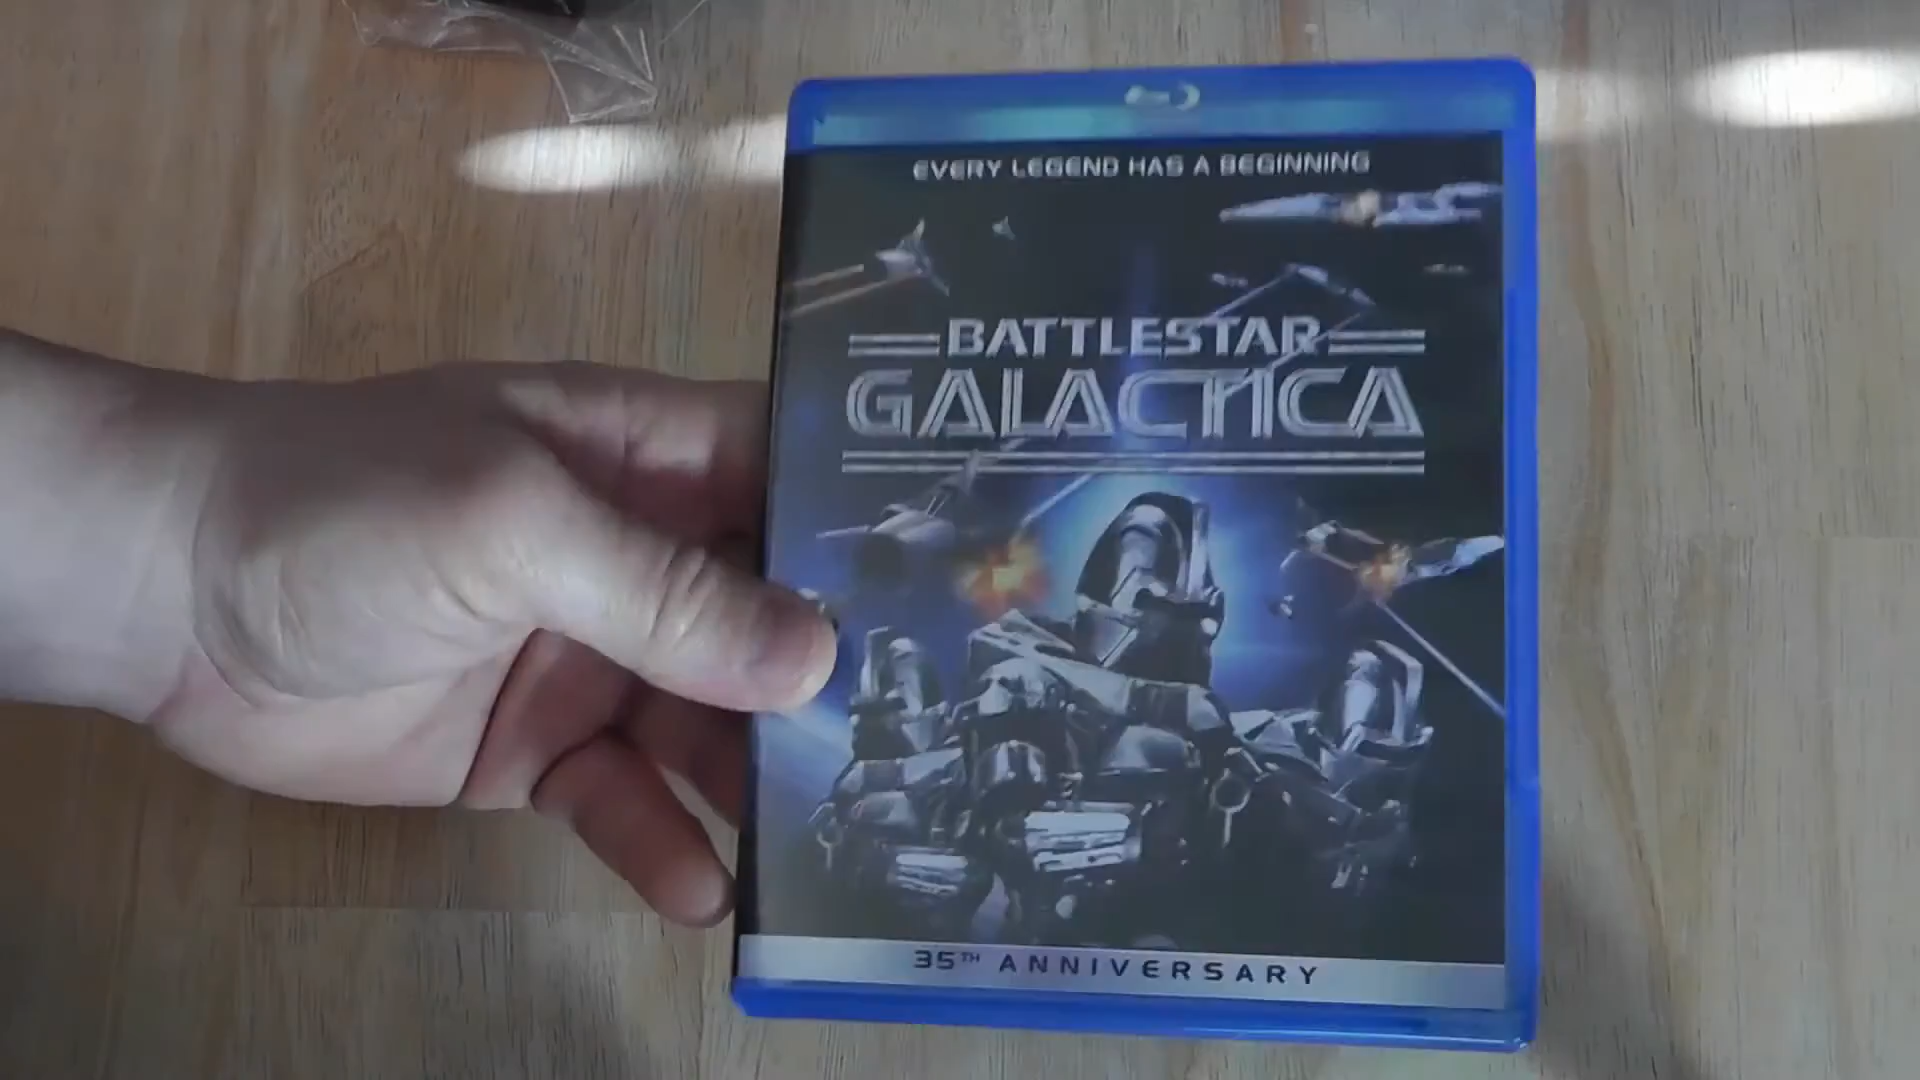 EVERY LEGEND HAS A BEGINNING
BATTLESTAR
GALACTICA
35TH ANNIVERSARY